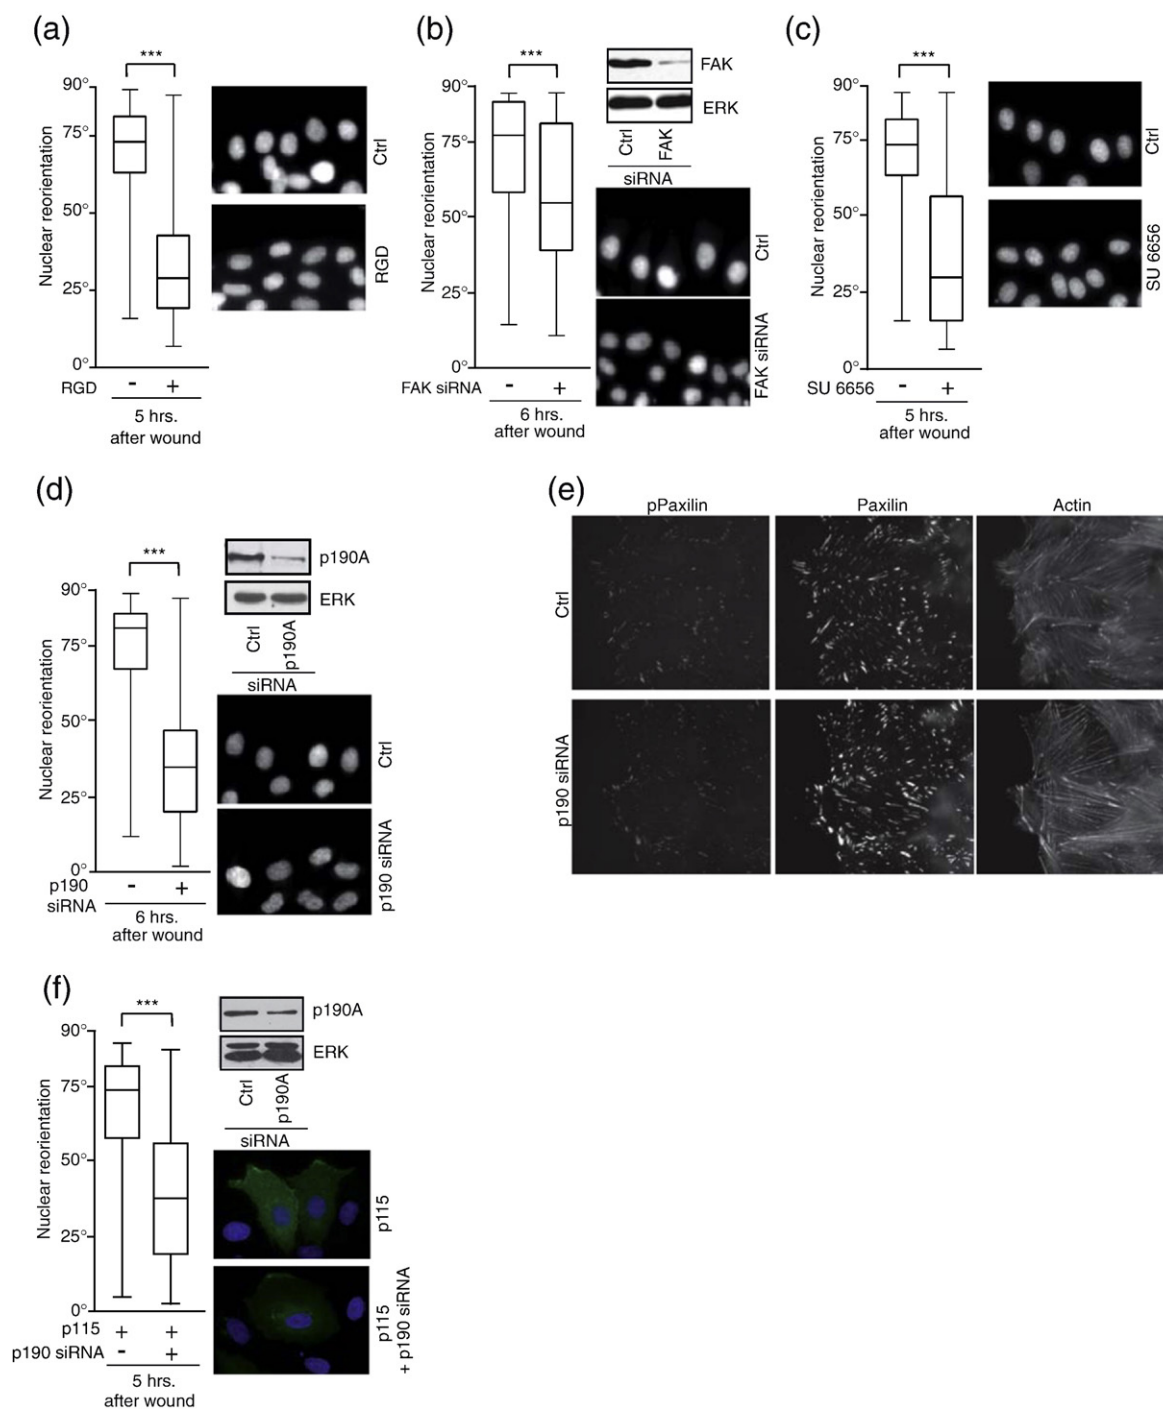 (a)
***
90°
75°
50°
25°
0°
Nuclear reorientation
Ctrl
RGD
RGD - +
5 hrs.
after wound
(b)
***
90°
75°
50°
25°
0°
Nuclear reorientation
FAK
ERK
Ctrl
FAK
siRNA
Ctrl
FAK siRNA
FAK siRNA - +
6 hrs.
after wound
(c)
***
90°
75°
50°
25°
0°
Nuclear reorientation
Ctrl
SU 6656
SU 6656 - +
5 hrs.
after wound
(d)
***
90°
75°
50°
25°
0°
Nuclear reorientation
p190A
ERK
Ctrl
p190A
siRNA
Ctrl
p190 siRNA
p190 - +
siRNA
6 hrs.
after wound
(e)
pPaxilin Paxilin Actin
Ctrl
p190 siRNA
(f)
***
90°
75°
50°
25°
0°
Nuclear reorientation
p190A
ERK
Ctrl
p190A
siRNA
p115
p115
+ p190 siRNA
p115 + +
p190 siRNA - +
5 hrs.
after wound